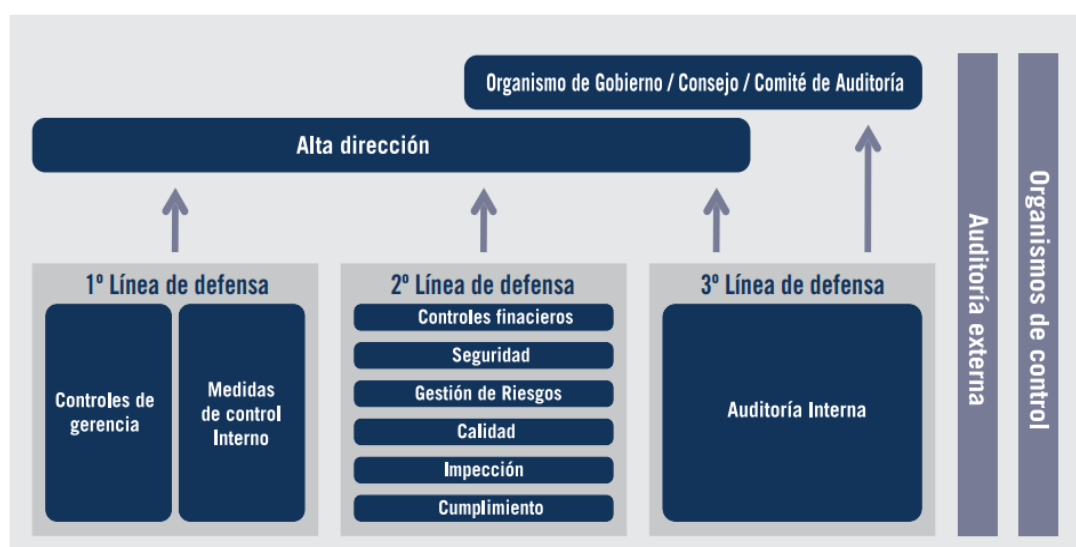 Organismo de Gobierno / Consejo / Comité de Auditoría
Alta dirección
1º Línea de defensa
Controles de
gerencia
Medidas
de control
Interno
2º Línea de defensa
Controles finacieros
Seguridad
Gestión de Riesgos
Calidad
Impección
Cumplimiento
3º Línea de defensa
Auditoría Interna
Auditoría externa
Organismos de control